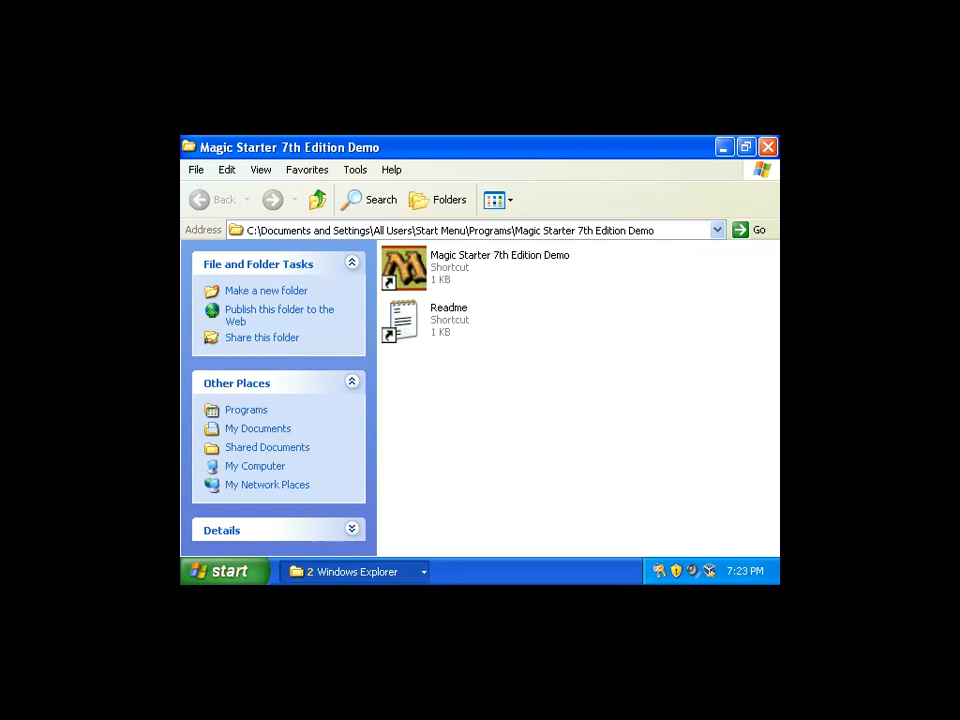 Magic Starter 7th Edition Demo
File Edit View Favorites Tools Help
Back Search Folders
Address C:\Documents and Settings\All Users\Start Menu\Programs\Magic Starter 7th Edition Demo Go
File and Folder Tasks
Make a new folder
Publish this folder to the
Web
Share this folder
Other Places
Programs
My Documents
Shared Documents
My Computer
My Network Places
Details
Magic Starter 7th Edition Demo
Shortcut
1 KB
Readme
Shortcut
1 KB
start 2 Windows Explorer 7:23 PM